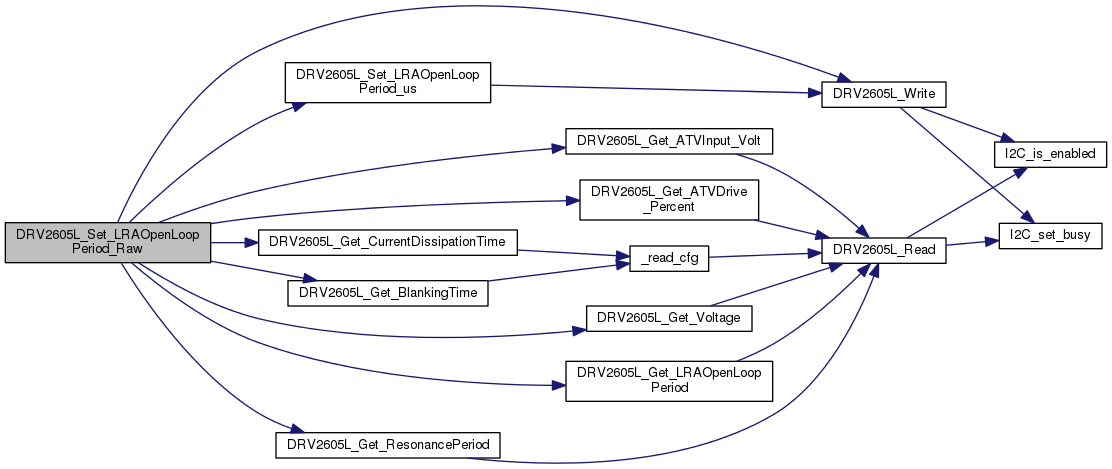 DRV2605L_Set_LRAOpenLoop
Period_Raw
DRV2605L_Set_LRAOpenLoop
Period_us
DRV2605L_Get_ATVInput_Volt
DRV2605L_Get_ATVDrive
_Percent
DRV2605L_Get_CurrentDissipationTime
DRV2605L_Get_BlankingTime
_read_cfg
DRV2605L_Get_Voltage
DRV2605L_Get_LRAOpenLoop
Period
DRV2605L_Get_ResonancePeriod
DRV2605L_Write
DRV2605L_Read
I2C_is_enabled
I2C_set_busy